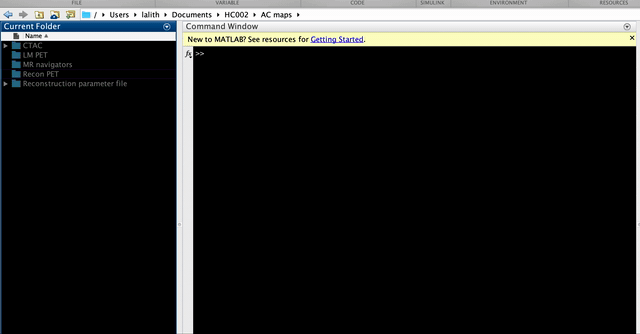 FILE VARIABLE CODE SIMULINK ENVIRONMENT RESOURCES
/ ▸ Users ▸ lalith ▸ Documents ▸ HC002 ▸ AC maps ▸
Current Folder
Name
CTAC
LM PET
MR navigators
Recon PET
Reconstruction parameter file
Command Window
New to MATLAB? See resources for Getting Started.
fx >>